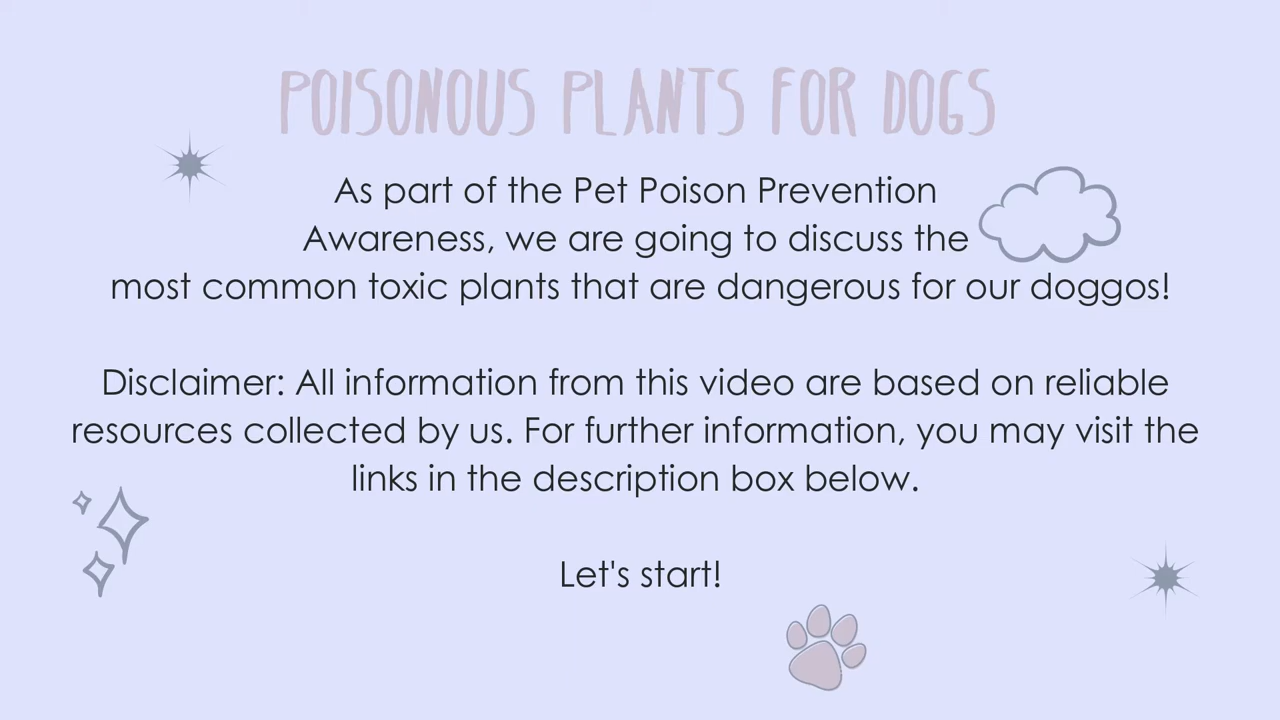 POISONOUS PLANTS FOR DOGS
As part of the Pet Poison Prevention
Awareness, we are going to discuss the
most common toxic plants that are dangerous for our doggos!
Disclaimer: All information from this video are based on reliable
resources collected by us. For further information, you may visit the
links in the description box below.
Let's start!